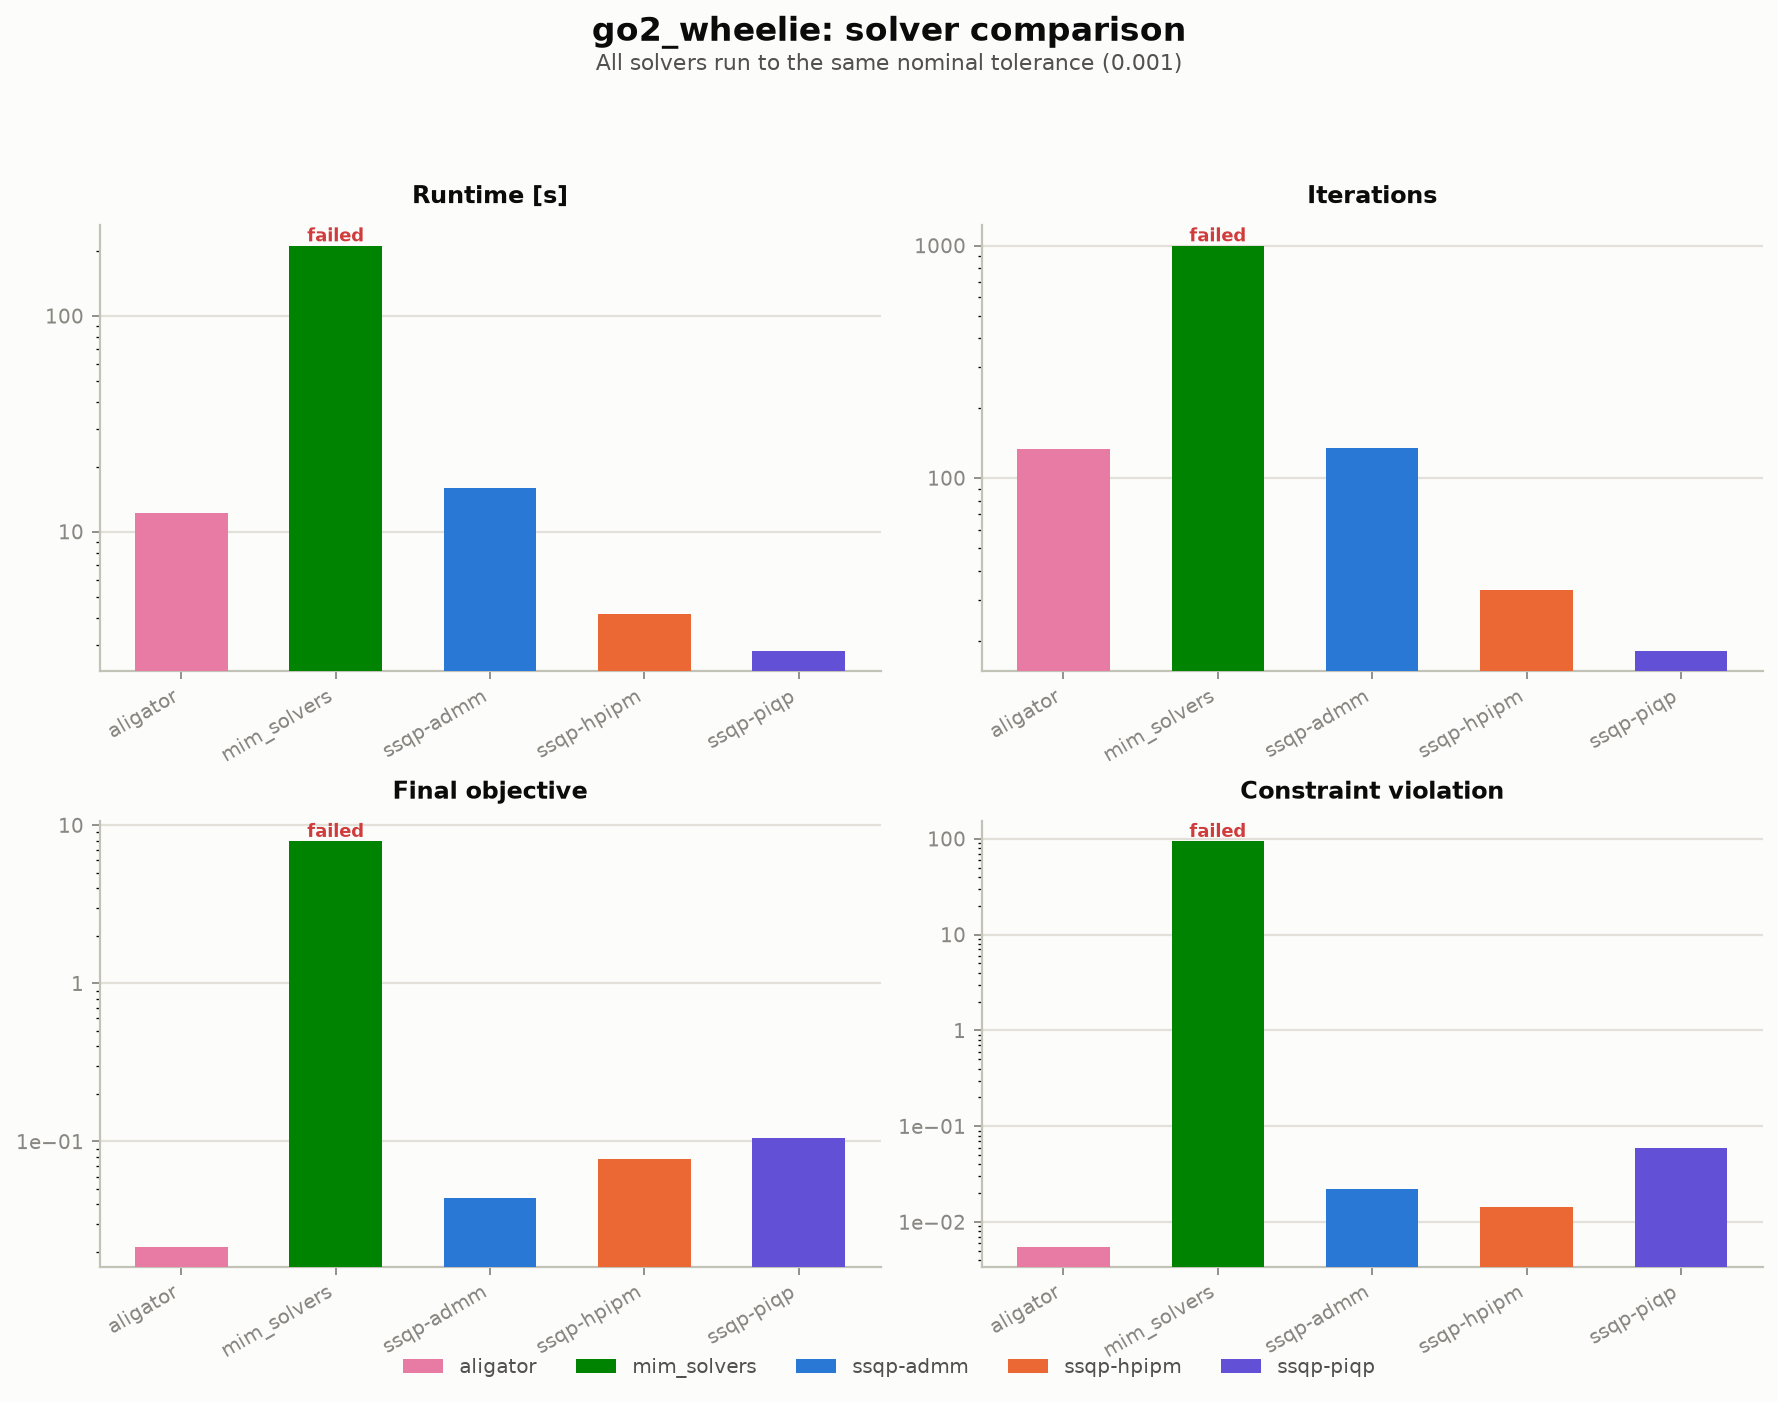 go2_wheelie: solver comparison
All solvers run to the same nominal tolerance (0.001)
Runtime [s]
failed
100
10
aligator
mim_solvers
ssqp-admm
ssqp-hpipm
ssqp-piqp
Iterations
failed
1000
100
aligator
mim_solvers
ssqp-admm
ssqp-hpipm
ssqp-piqp
Final objective
10
failed
1
1e−01
aligator
mim_solvers
ssqp-admm
ssqp-hpipm
ssqp-piqp
Constraint violation
failed
100
10
1
1e−01
1e−02
aligator
mim_solvers
ssqp-admm
ssqp-hpipm
ssqp-piqp
aligator mim_solvers ssqp-admm ssqp-hpipm ssqp-piqp